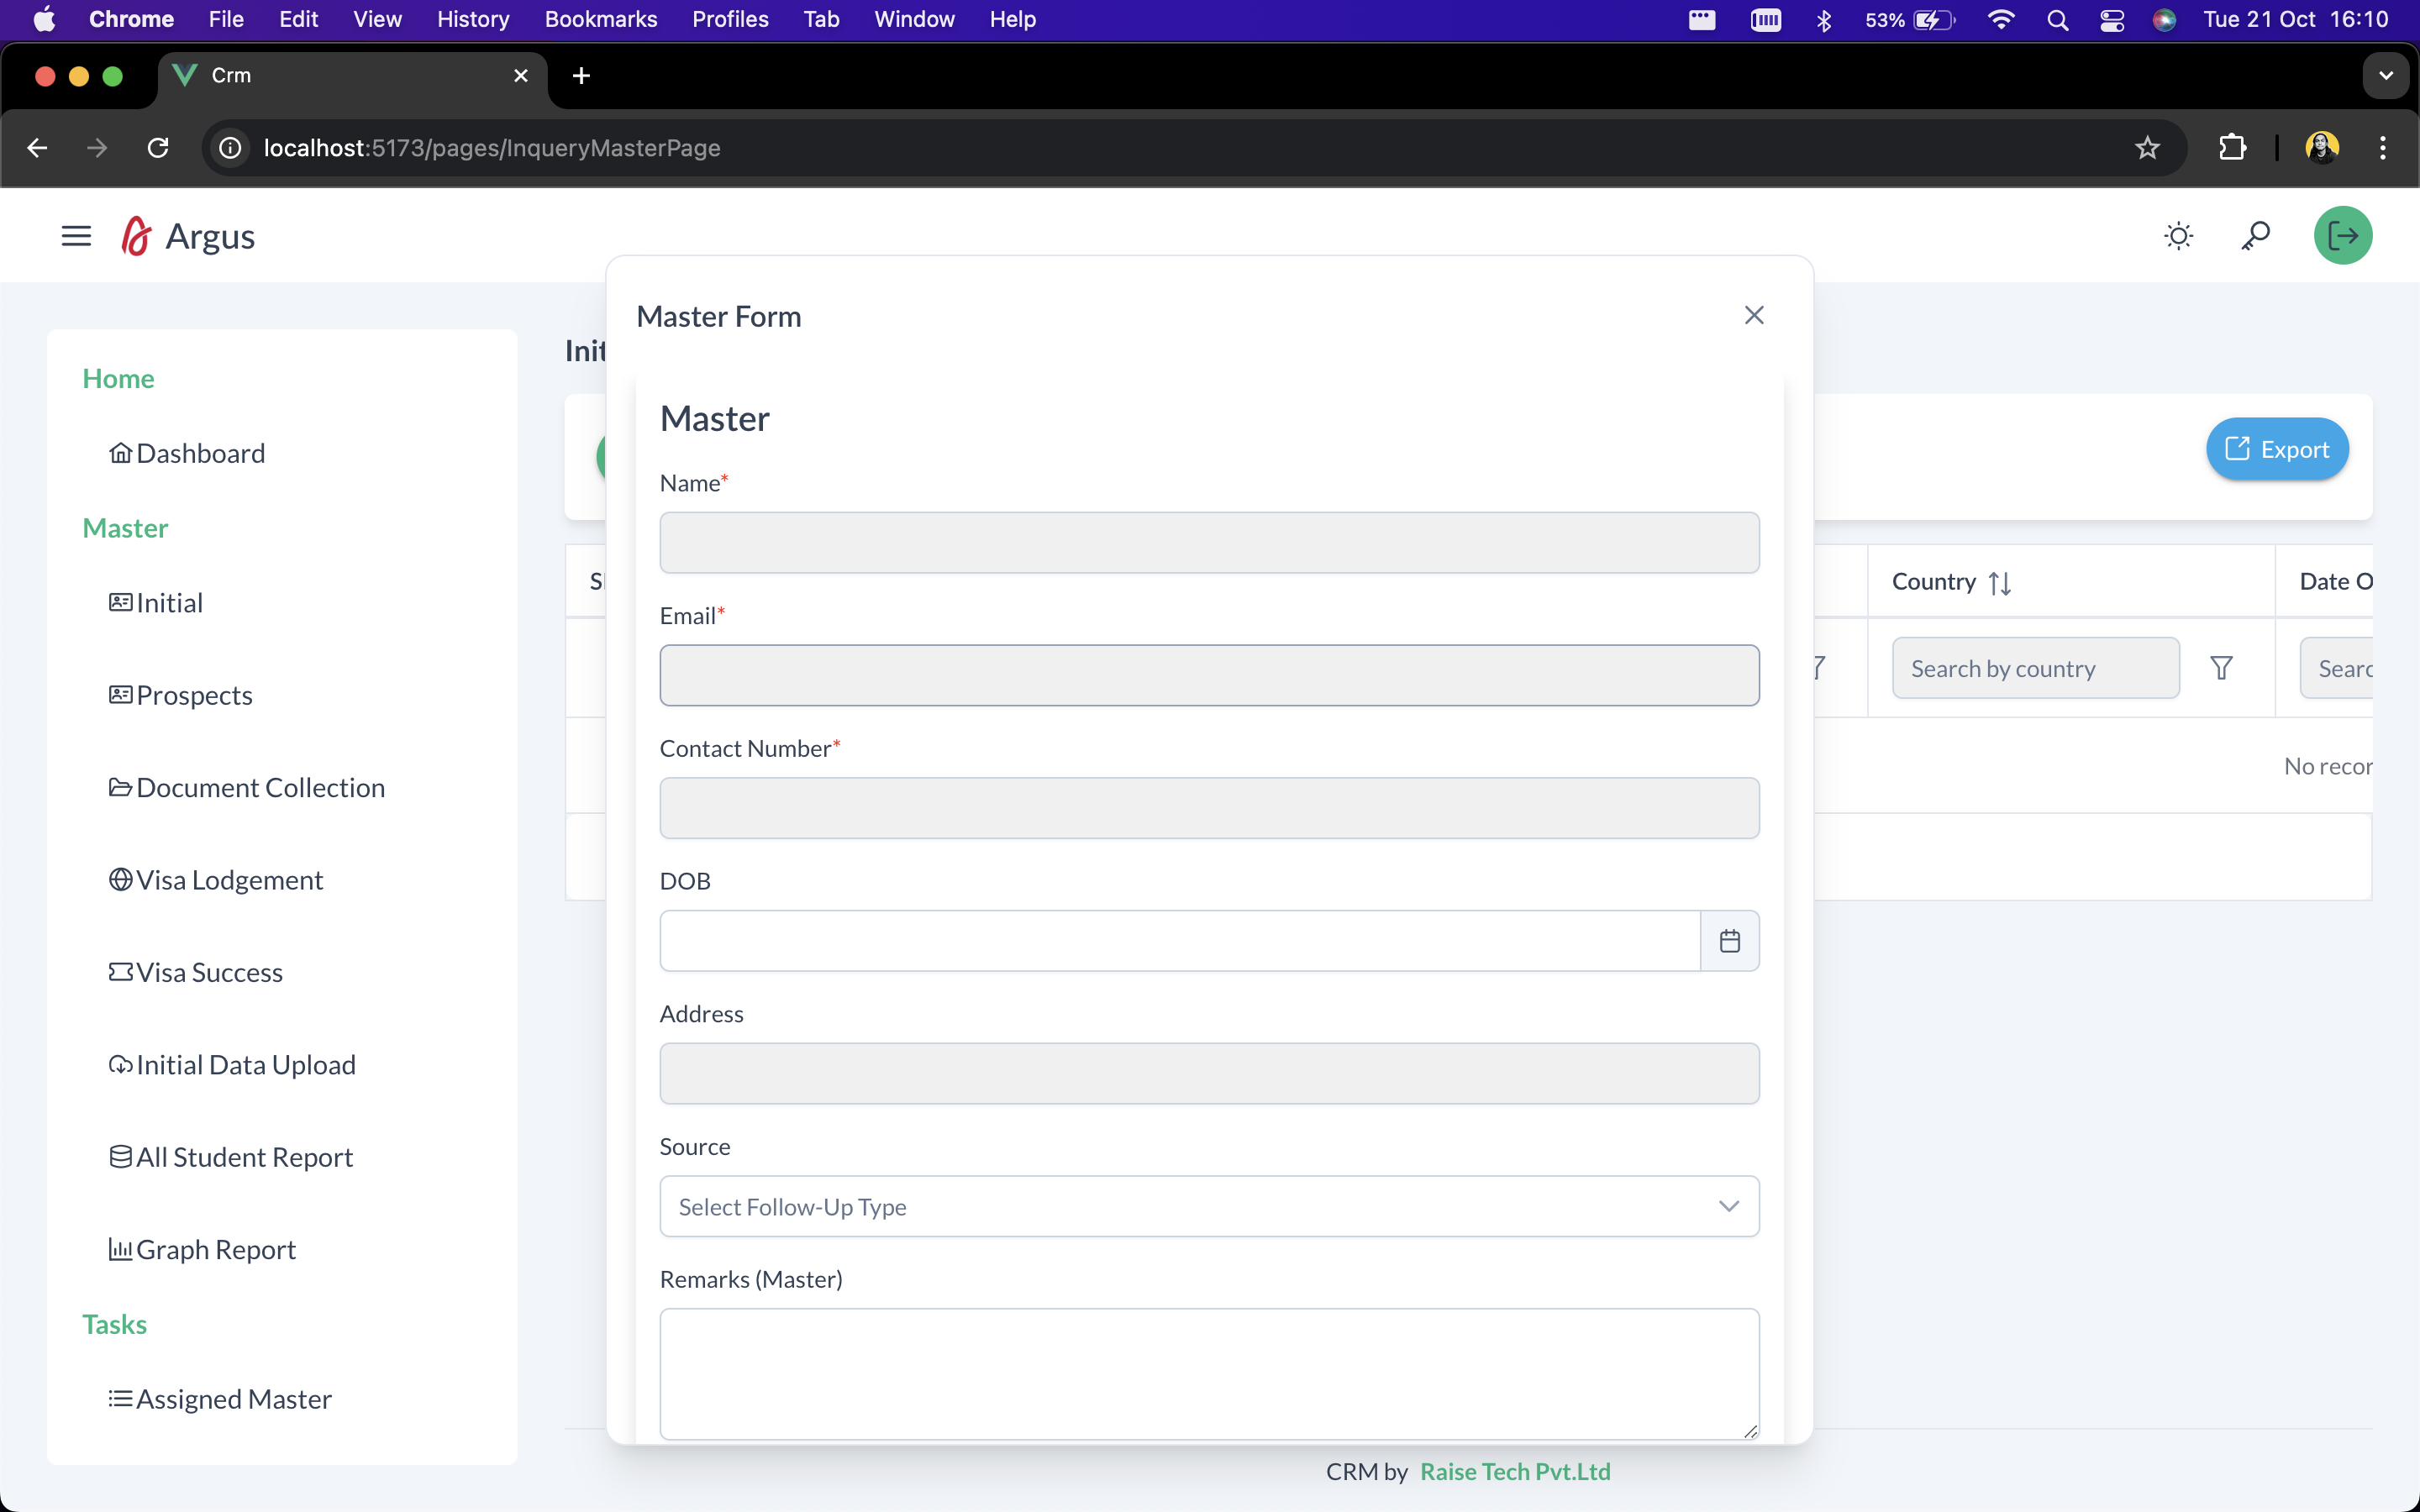 Chrome File Edit View History Bookmarks Profiles Tab Window Help 53% Tue 21 Oct 16:10
Crm
localhost:5173/pages/InqueryMasterPage
Argus
Home
Dashboard
Master
Initial
Prospects
Document Collection
Visa Lodgement
Visa Success
Initial Data Upload
All Student Report
Graph Report
Tasks
Assigned Master
Init
Export
Country
Date O
Search by country
Searc
No recor
Master Form
Master
Name*
Email*
Contact Number*
DOB
Address
Source
Select Follow-Up Type
Remarks (Master)
CRM by Raise Tech Pvt.Ltd